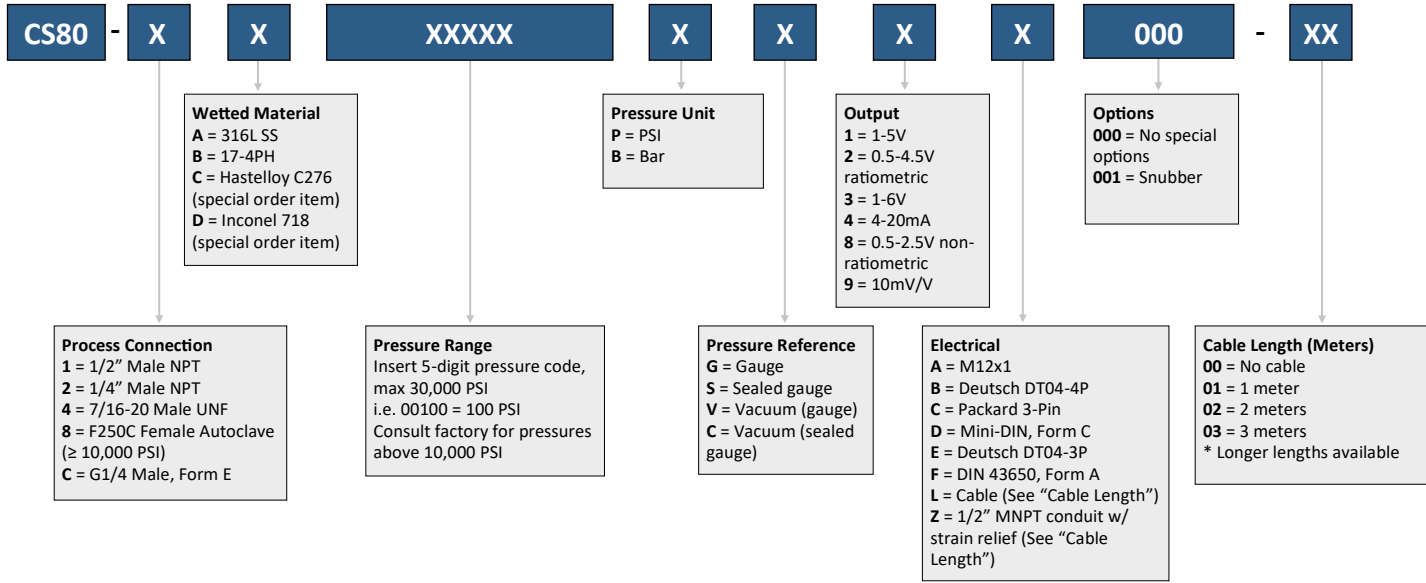 CS80 - X X XXXXX X X X X 000 - XX
Wetted Material
A = 316L SS
B = 17-4PH
C = Hastelloy C276
(special order item)
D = Inconel 718
(special order item)
Pressure Unit
P = PSI
B = Bar
Output
1 = 1-5V
2 = 0.5-4.5V
ratiometric
3 = 1-6V
4 = 4-20mA
8 = 0.5-2.5V non-
ratiometric
9 = 10mV/V
Options
000 = No special
options
001 = Snubber
Process Connection
1 = 1/2” Male NPT
2 = 1/4” Male NPT
4 = 7/16-20 Male UNF
8 = F250C Female Autoclave
(≥ 10,000 PSI)
C = G1/4 Male, Form E
Pressure Range
Insert 5-digit pressure code,
max 30,000 PSI
i.e. 00100 = 100 PSI
Consult factory for pressures
above 10,000 PSI
Pressure Reference
G = Gauge
S = Sealed gauge
V = Vacuum (gauge)
C = Vacuum (sealed
gauge)
Electrical
A = M12x1
B = Deutsch DT04-4P
C = Packard 3-Pin
D = Mini-DIN, Form C
E = Deutsch DT04-3P
F = DIN 43650, Form A
L = Cable (See “Cable Length”)
Z = 1/2” MNPT conduit w/
strain relief (See “Cable
Length”)
Cable Length (Meters)
00 = No cable
01 = 1 meter
02 = 2 meters
03 = 3 meters
* Longer lengths available